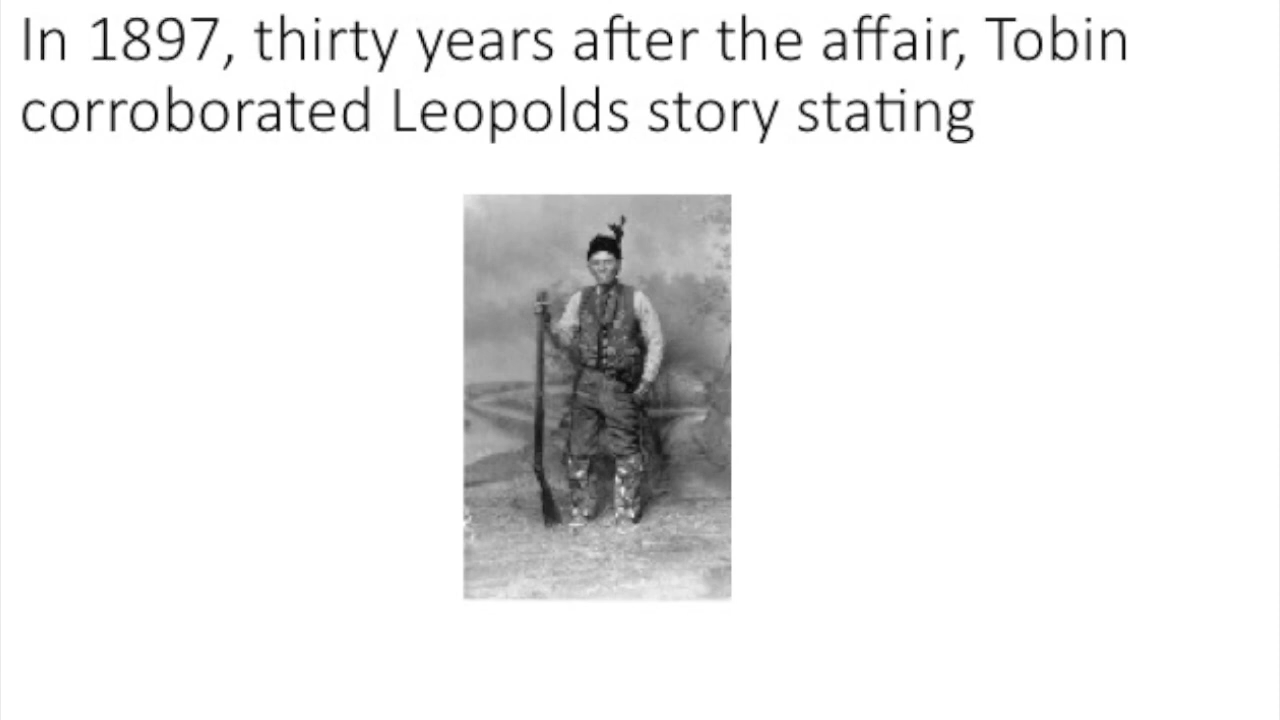 In 1897, thirty years after the affair, Tobin
corroborated Leopolds story stating